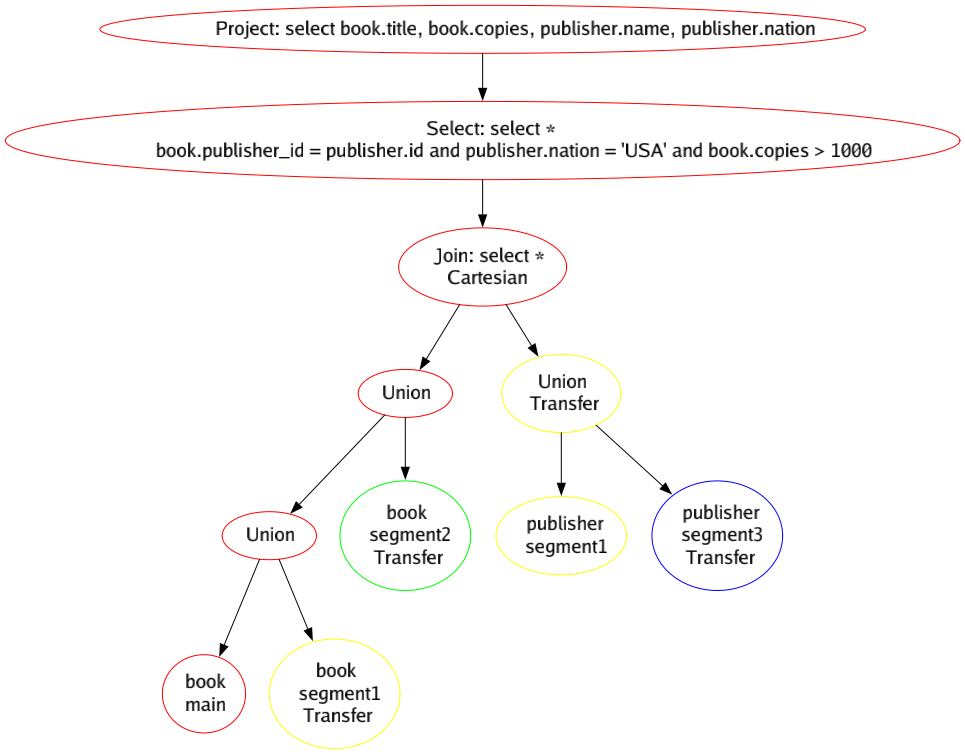 Project: select book.title, book.copies, publisher.name, publisher.nation
Select: select *
book.publisher_id = publisher.id and publisher.nation = 'USA' and book.copies > 1000
Join: select *
Cartesian
Union
Union
Transfer
Union
book
segment2
Transfer
publisher
segment1
publisher
segment3
Transfer
book
main
book
segment1
Transfer